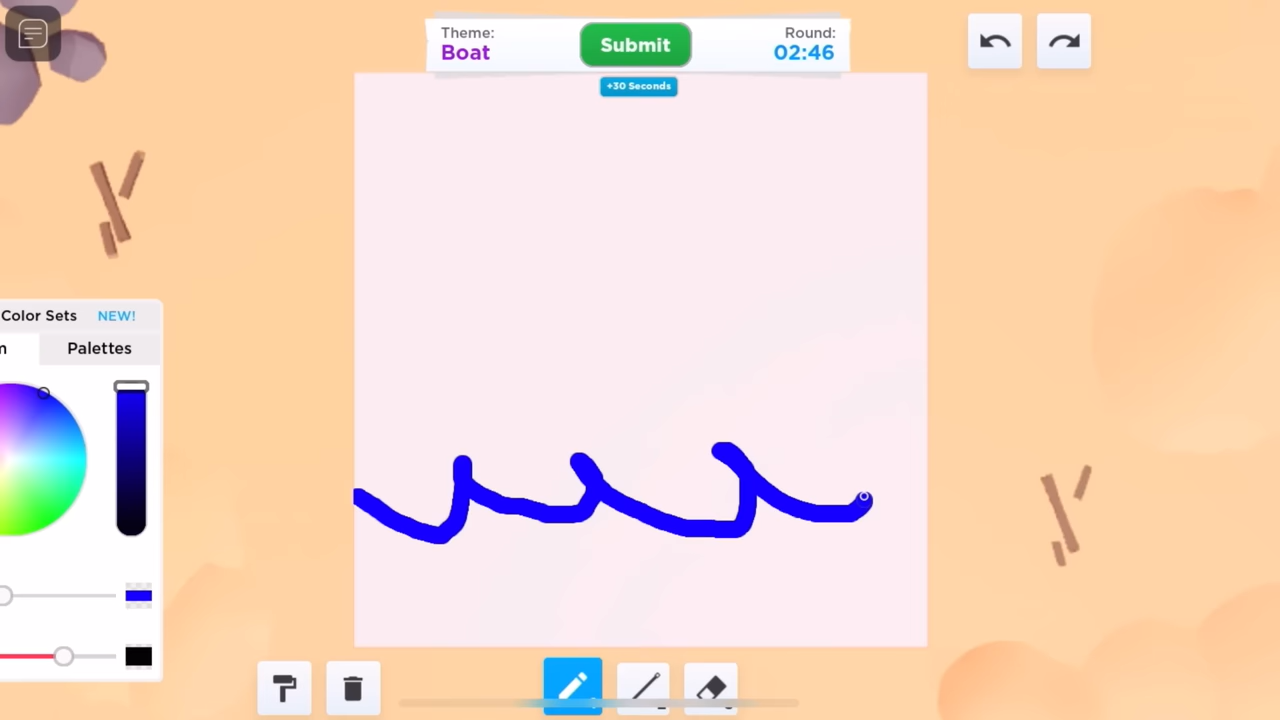 Theme:
Boat
Submit
Round:
02:46
+30 Seconds
Color Sets NEW!
Palettes